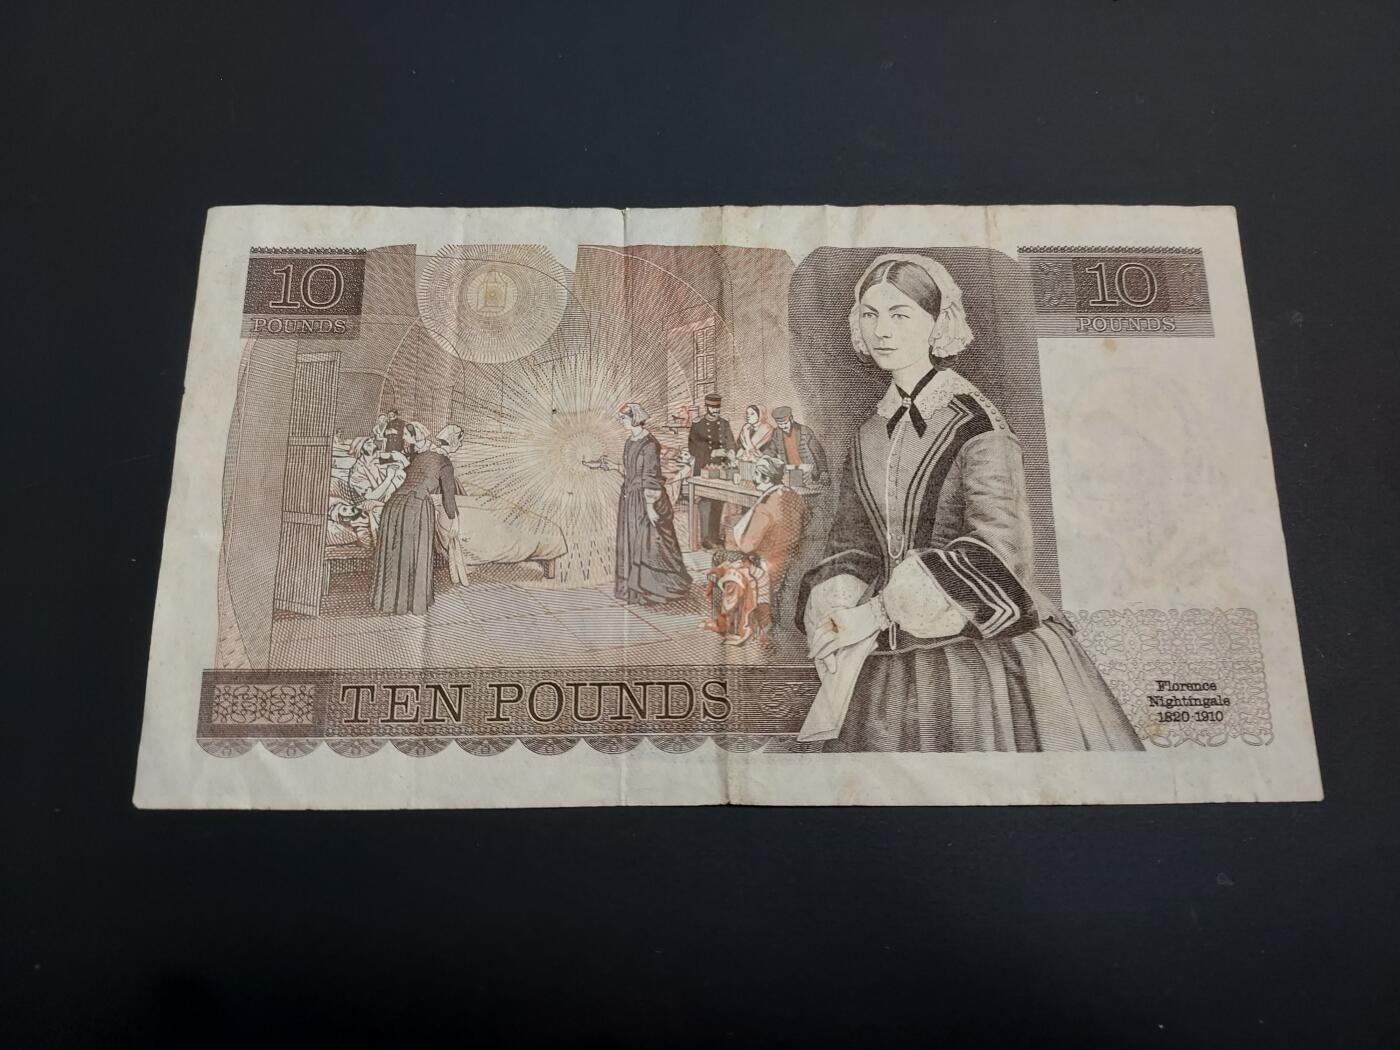 10
POUNDS
10
POUNDS
TEN POUNDS
Florence
Nightingale
1820-1910